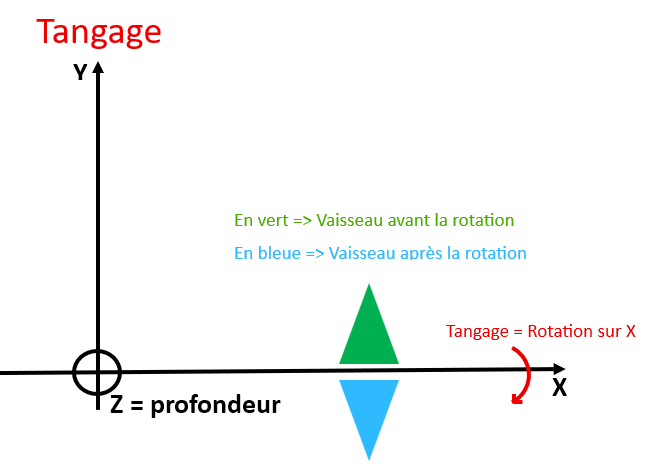 Tangage
Y
En vert => Vaisseau avant la rotation
En bleue => Vaisseau après la rotation
Tangage = Rotation sur X
X
Z = profondeur